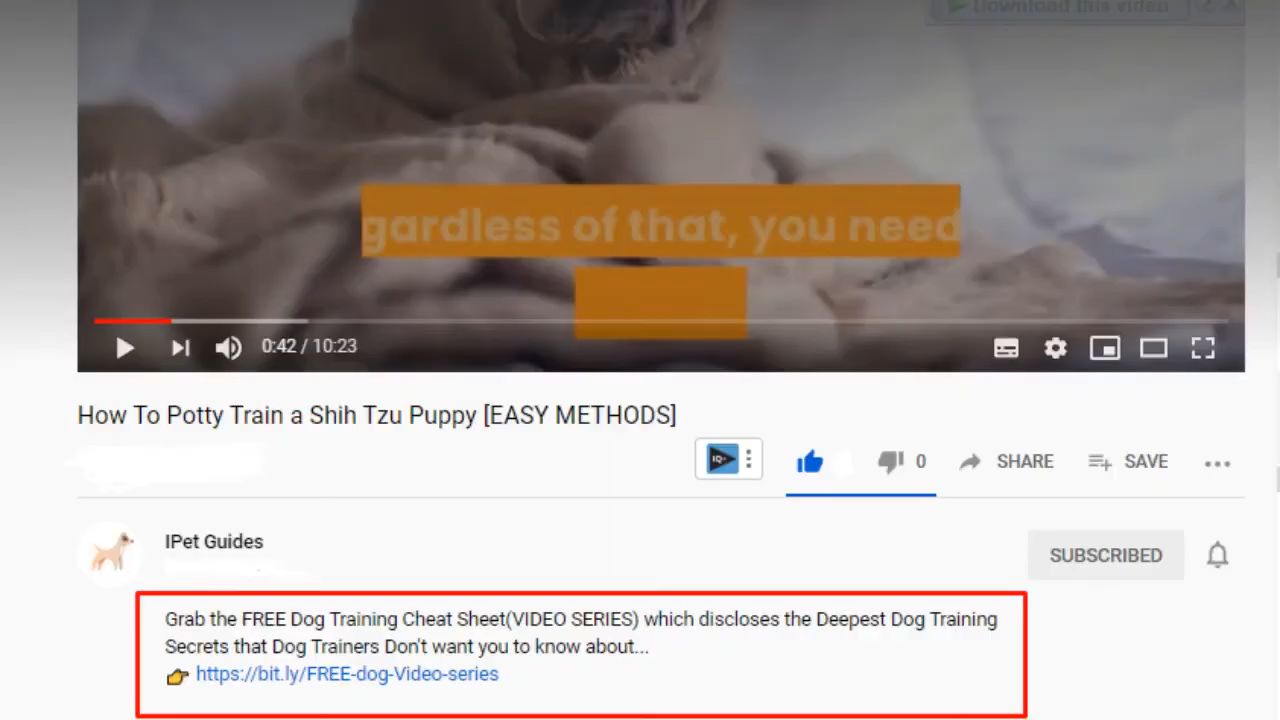 Download this video
gardless of that, you need
0:42 / 10:23
How To Potty Train a Shih Tzu Puppy [EASY METHODS]
IQ
0
SHARE
SAVE
IPet Guides
SUBSCRIBED
Grab the FREE Dog Training Cheat Sheet(VIDEO SERIES) which discloses the Deepest Dog Training
Secrets that Dog Trainers Don't want you to know about...
https://bit.ly/FREE-dog-Video-series